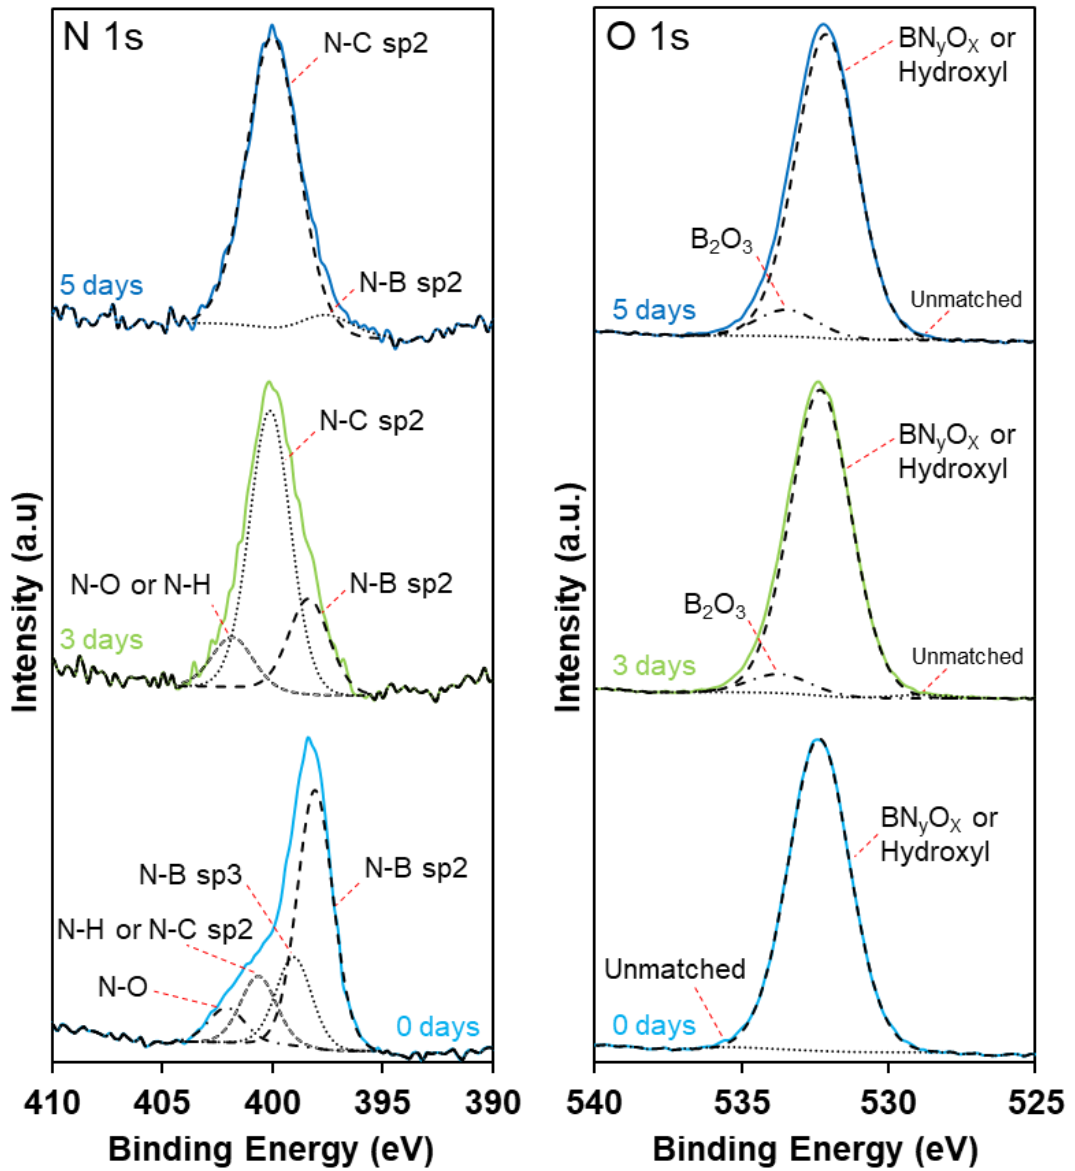 N 1s
N-C sp2
5 days
N-B sp2
N-C sp2
N-O or N-H
N-B sp2
3 days
N-B sp3
N-B sp2
N-H or N-C sp2
N-O
0 days
410 405 400 395 390
Binding Energy (eV)
Intensity (a.u)
O 1s
BNyOX or
Hydroxyl
B2O3
5 days
Unmatched
BNyOX or
Hydroxyl
B2O3
3 days
Unmatched
BNyOX or
Hydroxyl
Unmatched
0 days
540 535 530 525
Binding Energy (eV)
Intensity (a.u.)